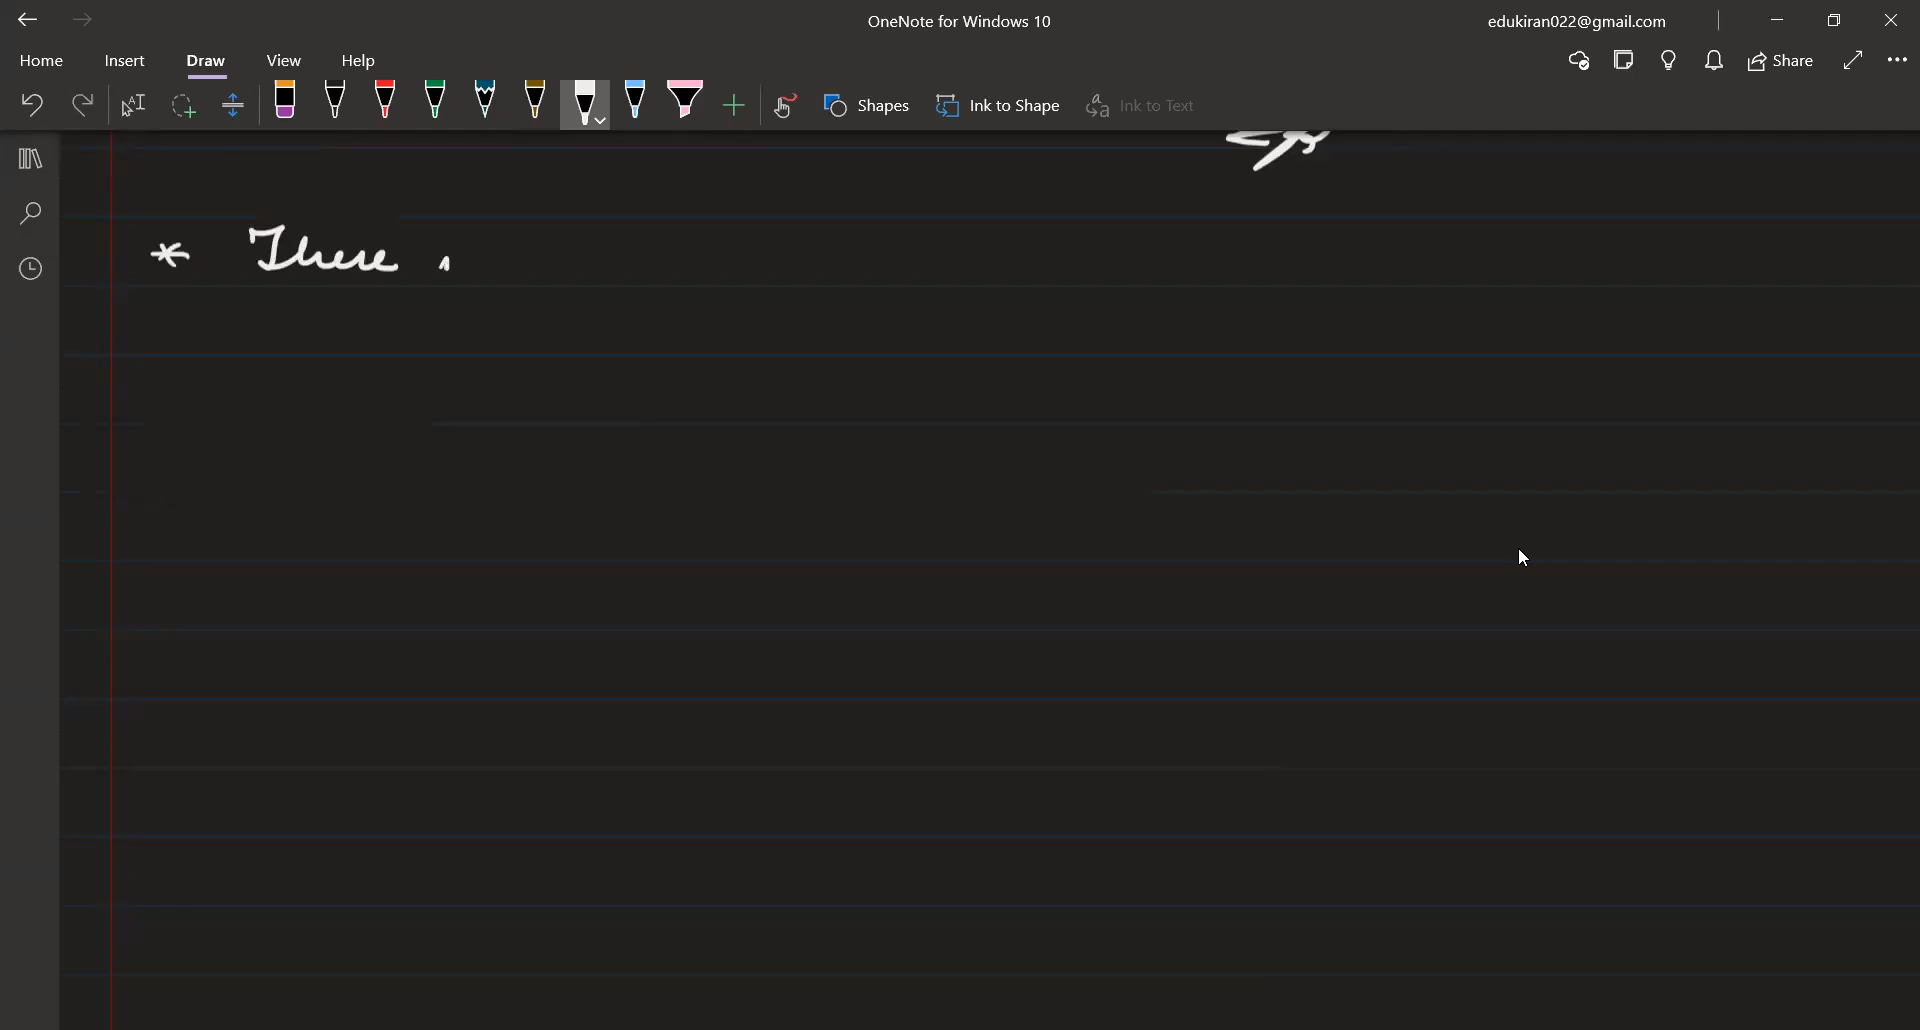 OneNote for Windows 10 edukiran022@gmail.com
Home Insert Draw View Help Share
Shapes Ink to Shape Ink to Text
* There